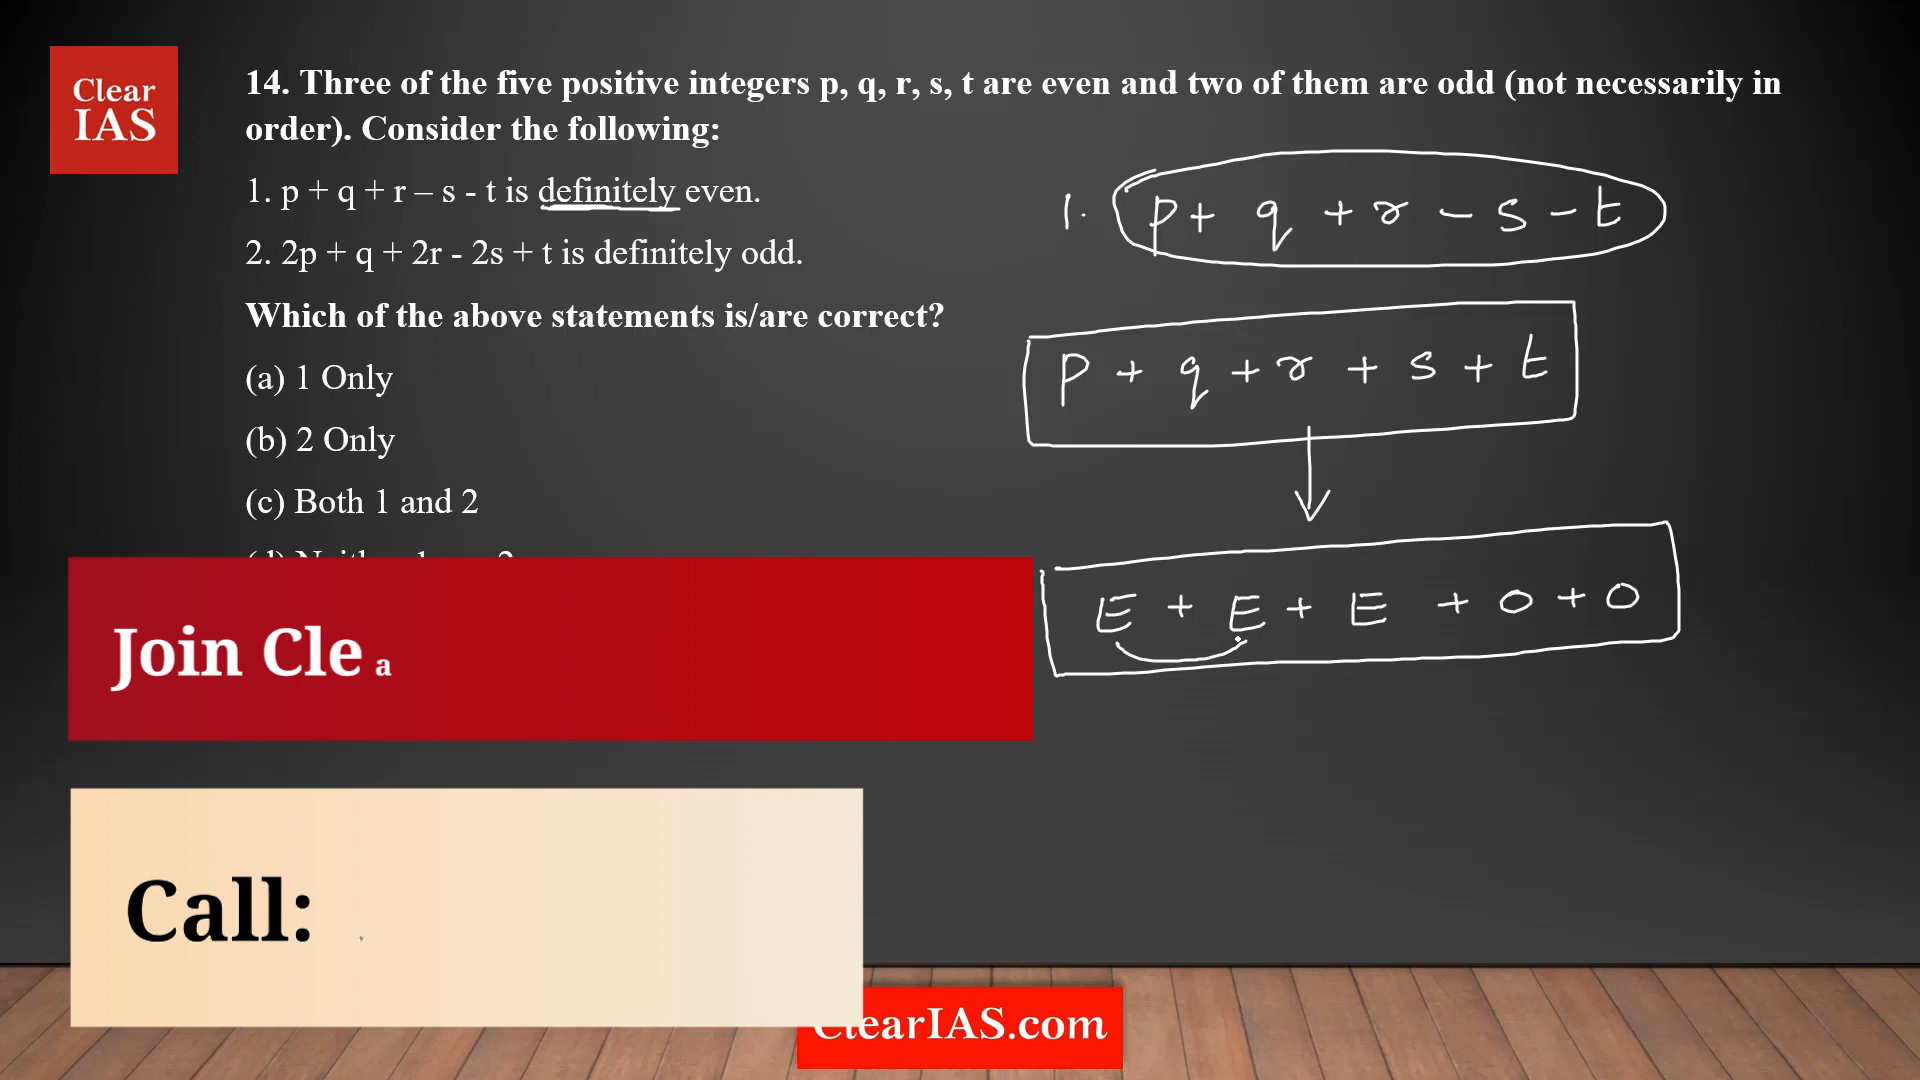 Clear
IAS
14. Three of the five positive integers p, q, r, s, t are even and two of them are odd (not necessarily in
order). Consider the following:
1. p + q + r – s - t is definitely even.
2. 2p + q + 2r - 2s + t is definitely odd.
Which of the above statements is/are correct?
(a) 1 Only
(b) 2 Only
(c) Both 1 and 2
1. p + q + r - s - t
p + q + r + s + t
E + E + E + O + O
Join Cle a
Call:
ClearIAS.com